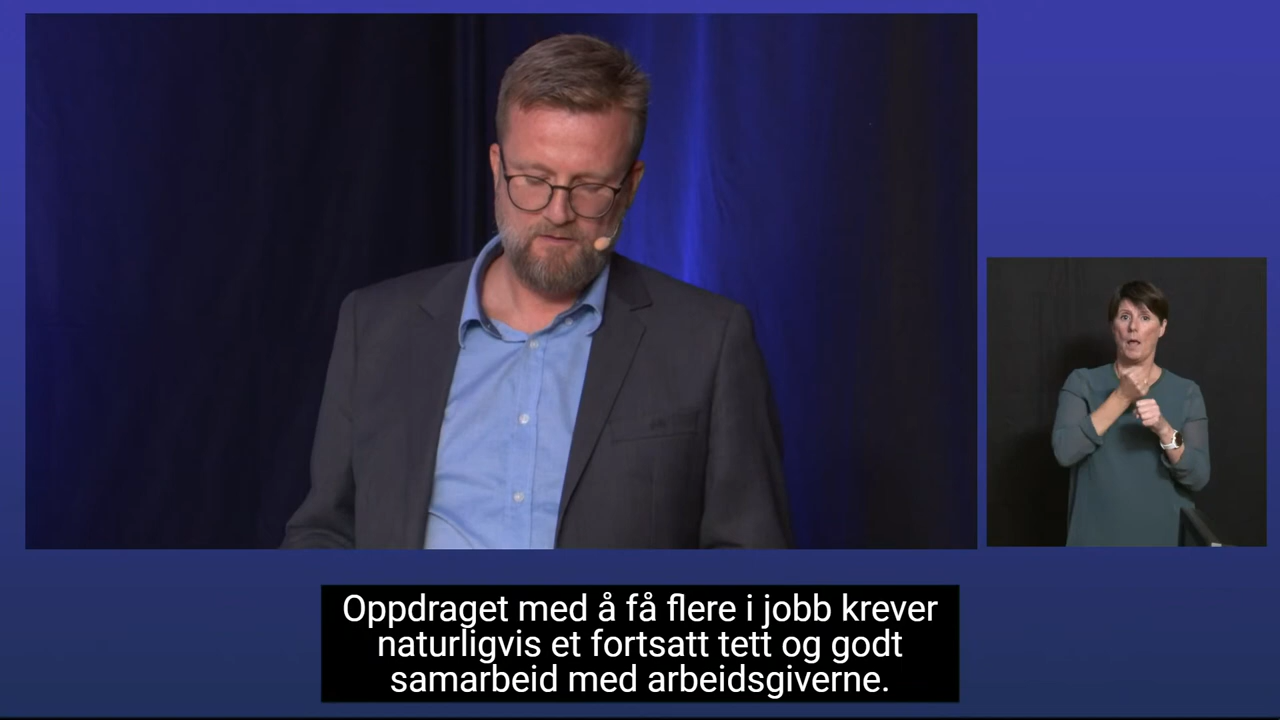 Oppdraget med å få flere i jobb krever
naturligvis et fortsatt tett og godt
samarbeid med arbeidsgiverne.